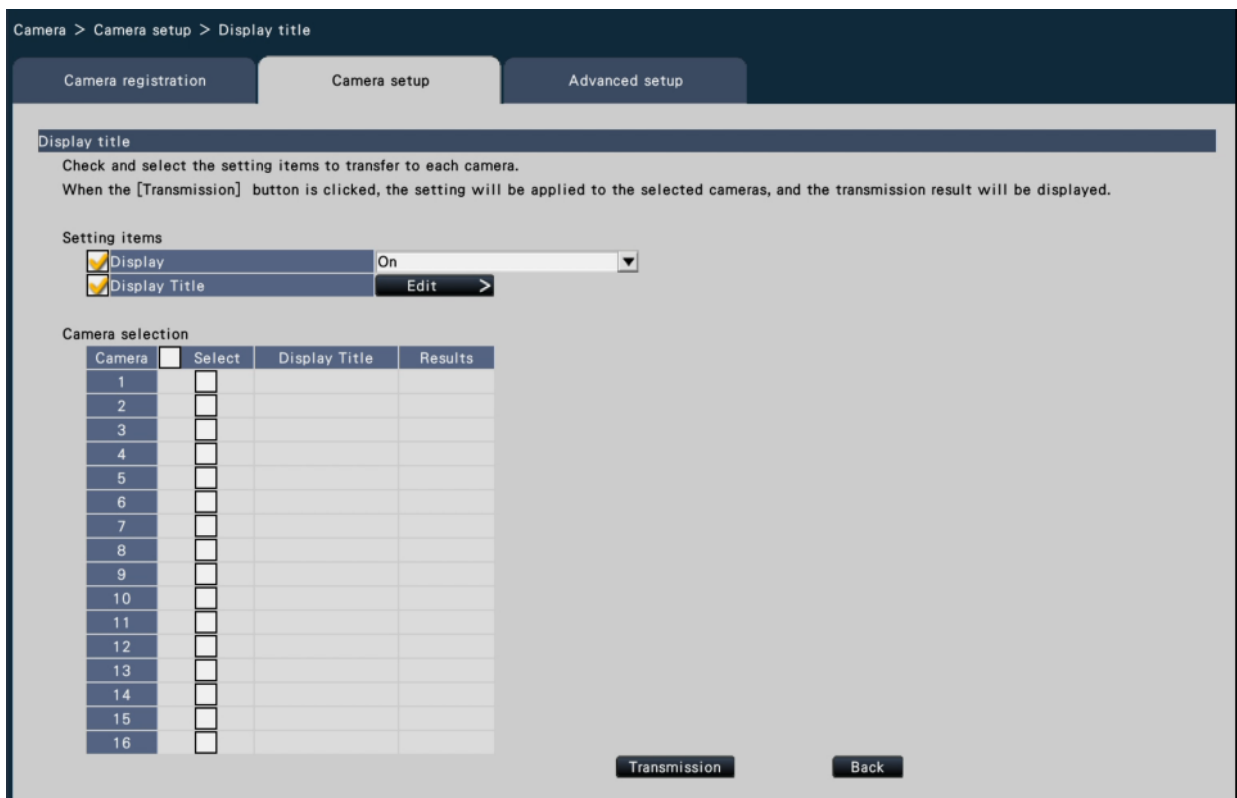 Camera > Camera setup > Display title
Camera registration Camera setup Advanced setup
Display title
Check and select the setting items to transfer to each camera.
When the [Transmission] button is clicked, the setting will be applied to the selected cameras, and the transmission result will be displayed.
Setting items
Display On
Display Title Edit >
Camera selection
Camera Select Display Title Results
1
2
3
4
5
6
7
8
9
10
11
12
13
14
15
16
Transmission Back